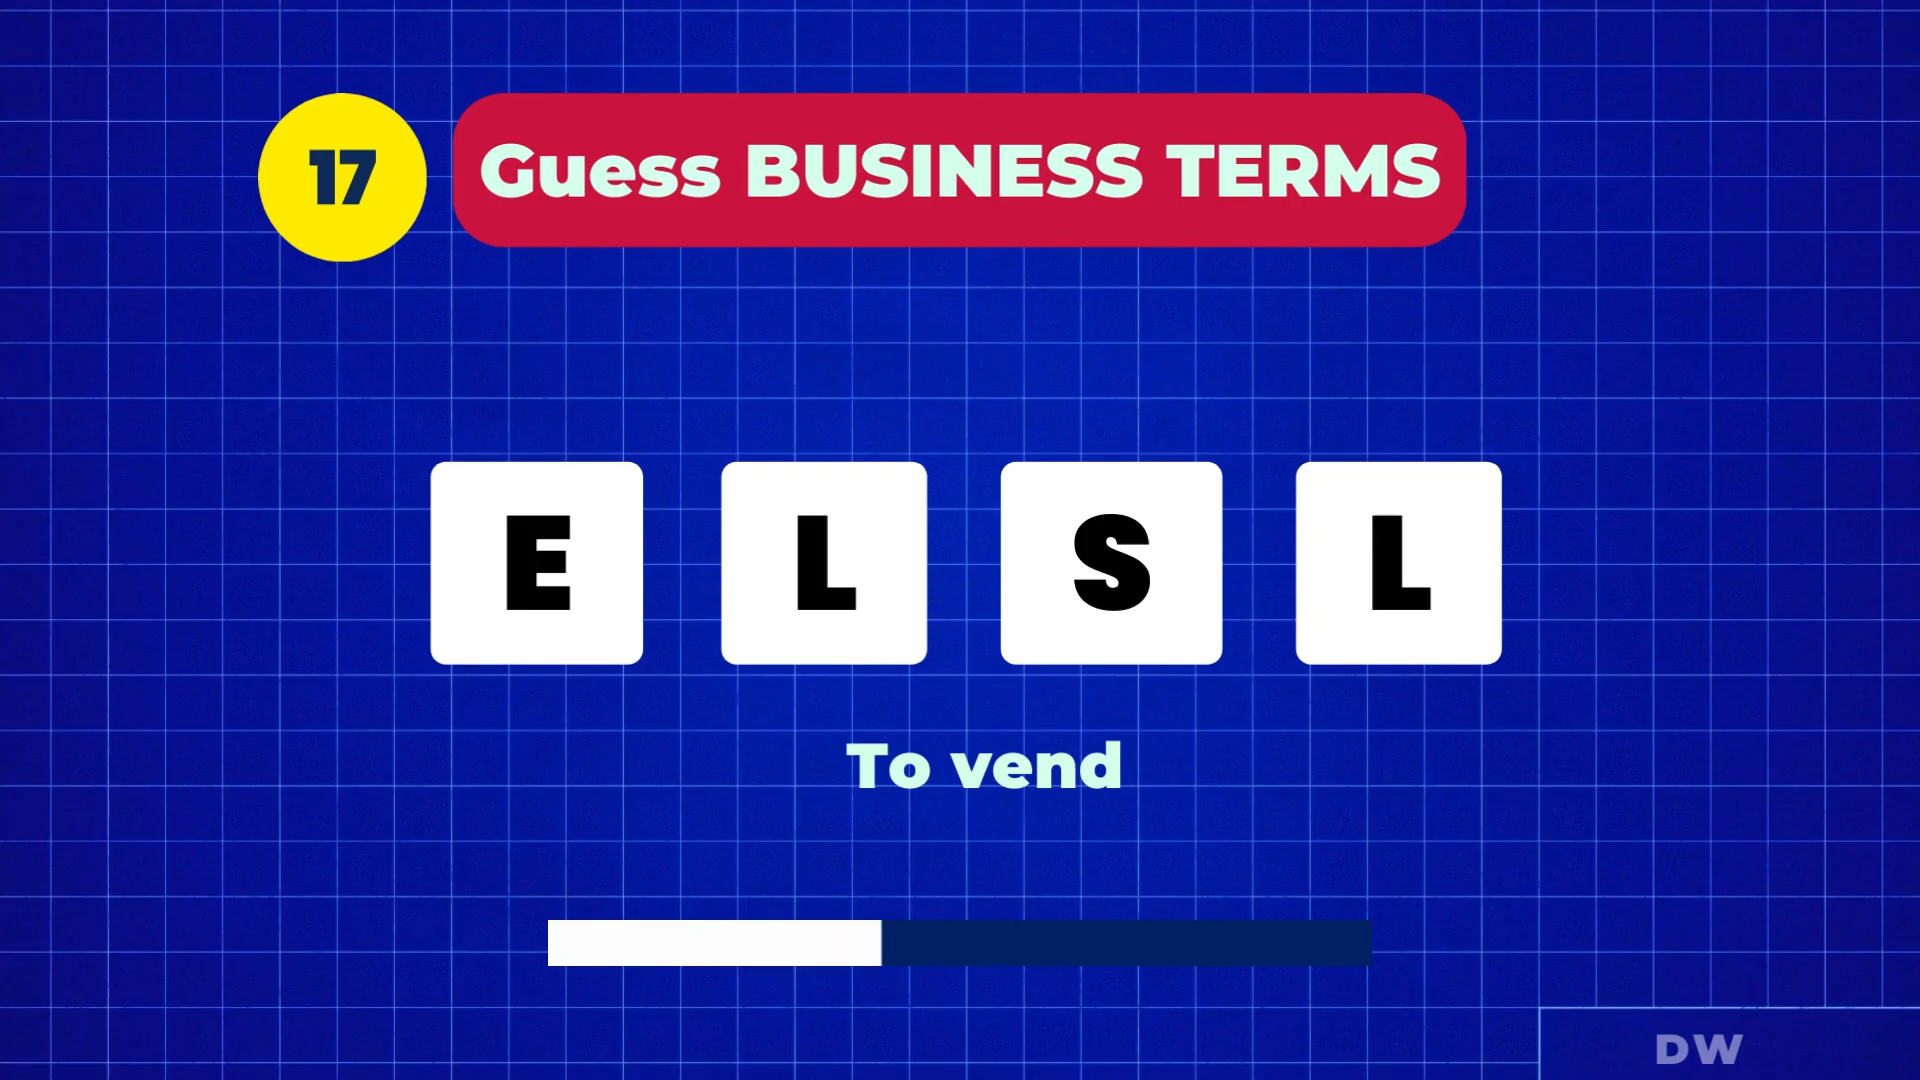 17
Guess BUSINESS TERMS
E L S L
To vend
DW